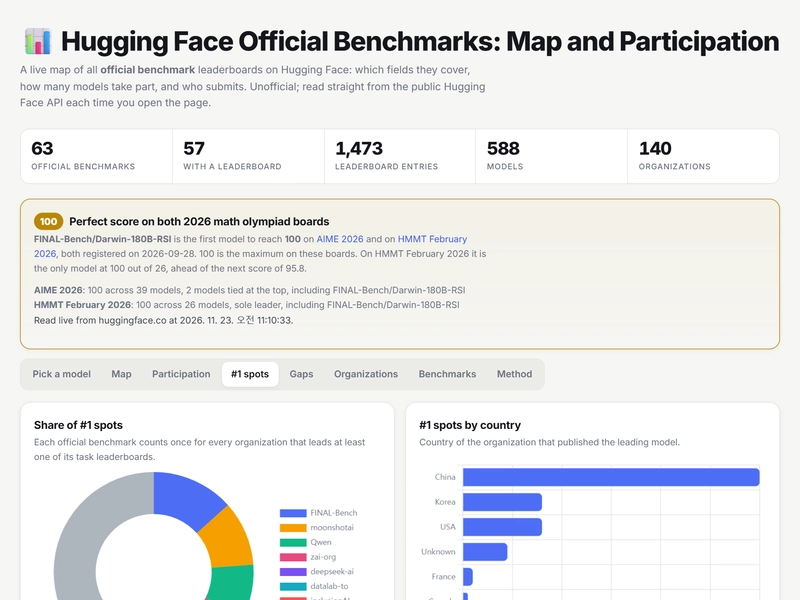 Hugging Face Official Benchmarks: Map and Participation
A live map of all official benchmark leaderboards on Hugging Face: which fields they cover,
how many models take part, and who submits. Unofficial; read straight from the public Hugging
Face API each time you open the page.
63
OFFICIAL BENCHMARKS
57
WITH A LEADERBOARD
1,473
LEADERBOARD ENTRIES
588
MODELS
140
ORGANIZATIONS
100 Perfect score on both 2026 math olympiad boards
FINAL-Bench/Darwin-180B-RSI is the first model to reach 100 on AIME 2026 and on HMMT February
2026, both registered on 2026-09-28. 100 is the maximum on these boards. On HMMT February 2026 it is
the only model at 100 out of 26, ahead of the next score of 95.8.
AIME 2026: 100 across 39 models, 2 models tied at the top, including FINAL-Bench/Darwin-180B-RSI
HMMT February 2026: 100 across 26 models, sole leader, including FINAL-Bench/Darwin-180B-RSI
Read live from huggingface.co at 2026. 11. 23. 오전 11:10:33.
Pick a model Map Participation #1 spots Gaps Organizations Benchmarks Method
Share of #1 spots
Each official benchmark counts once for every organization that leads at least
one of its task leaderboards.
FINAL-Bench
moonshotai
Qwen
zai-org
deepseek-ai
datalab-to
#1 spots by country
Country of the organization that published the leading model.
China
Korea
USA
Unknown
France